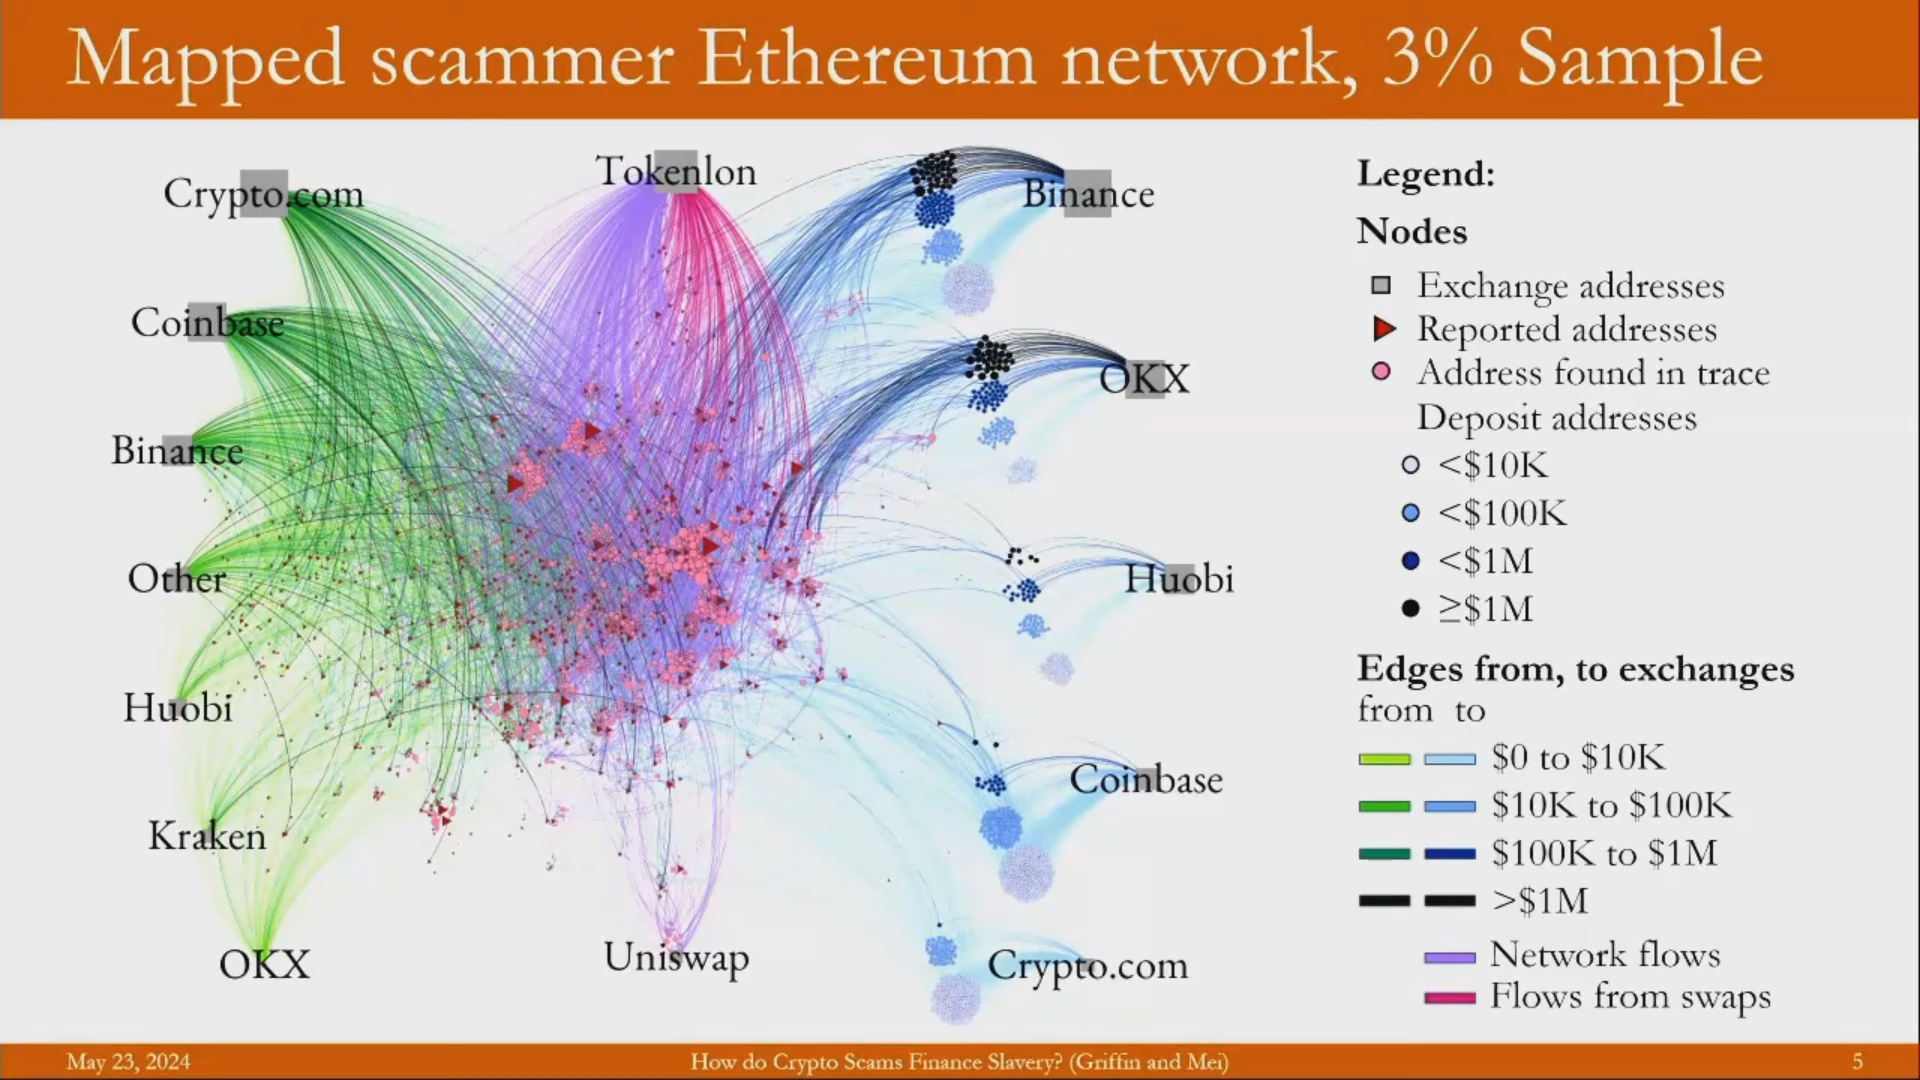 Mapped scammer Ethereum network, 3% Sample
Crypto.com
Coinbase
Binance
Other
Huobi
Kraken
OKX
Tokenlon
Uniswap
Binance
OKX
Huobi
Coinbase
Crypto.com
Legend:
Nodes
Exchange addresses
Reported addresses
Address found in trace
Deposit addresses
<$10K
<$100K
<$1M
≥$1M
Edges from, to exchanges
from to
$0 to $10K
$10K to $100K
$100K to $1M
>$1M
Network flows
Flows from swaps
May 23, 2024
How do Crypto Scams Finance Slavery? (Griffin and Mei)
5